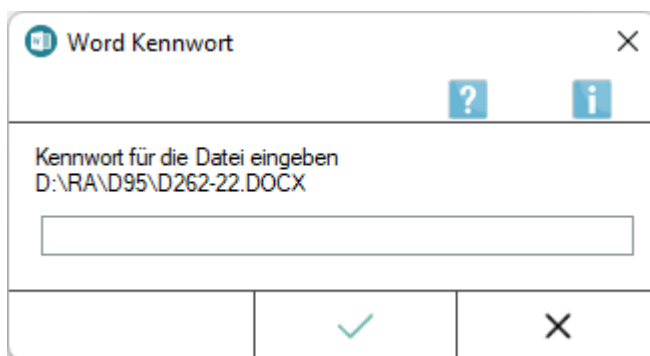 Word Kennwort
?
i
Kennwort für die Datei eingeben
D:\RA\D95\D262-22.DOCX